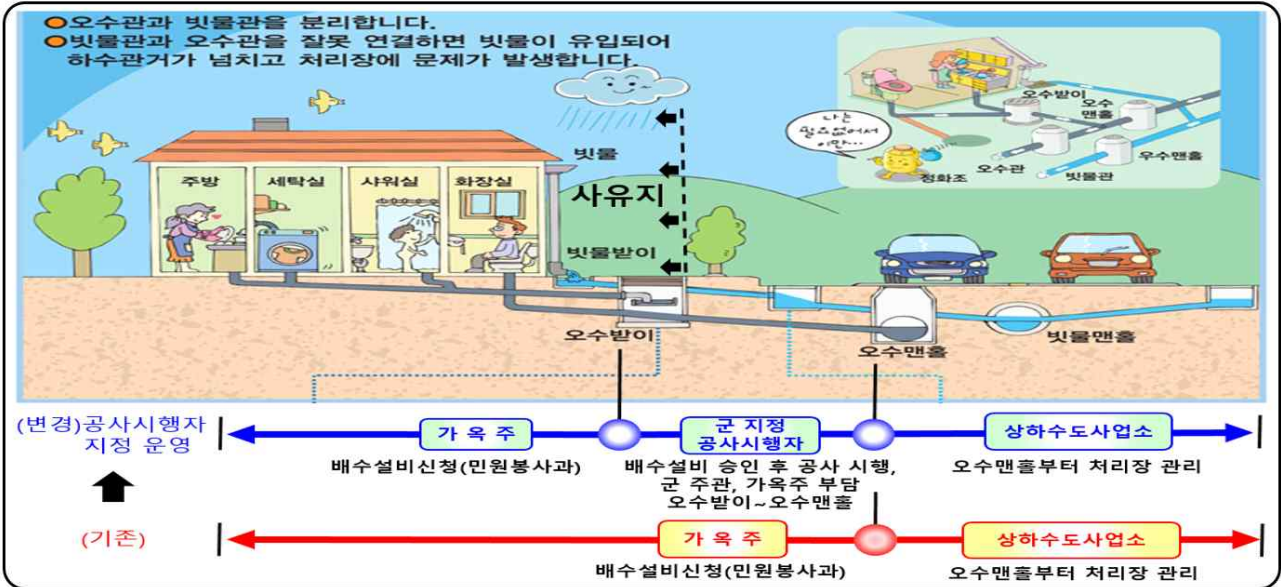 오수관과 빗물관을 분리합니다.
빗물관과 오수관을 잘못 연결하면 빗물이 유입되어
하수관거가 넘치고 처리장에 문제가 발생합니다.
오수받이
오수
맨홀
나는
필요없어서
이만...
우수맨홀
정화조
오수관
빗물관
빗물
주방
세탁실
샤워실
화장실
사유지
빗물받이
오수받이
오수맨홀
빗물맨홀
(변경)공사시행자
지정 운영
가 옥 주
군 지정
공사시행자
상하수도사업소
배수설비신청(민원봉사과)
배수설비 승인 후 공사 시행,
군 주관, 가옥주 부담
오수받이~오수맨홀
오수맨홀부터 처리장 관리
(기존)
가 옥 주
상하수도사업소
배수설비신청(민원봉사과)
오수맨홀부터 처리장 관리